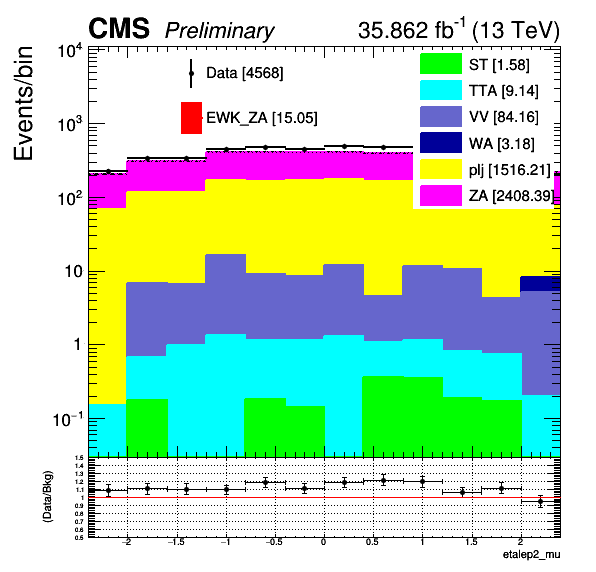 CMS Preliminary 35.862 fb⁻¹ (13 TeV)
Events/bin
10⁴
10³
10²
10
1
10⁻¹
Data [4568]
EWK_ZA [15.05]
ST [1.58]
TTA [9.14]
VV [84.16]
WA [3.18]
plj [1516.21]
ZA [2408.39]
(Data/Bkg)
1.5
1.4
1.3
1.2
1.1
1
0.9
0.8
0.7
0.6
0.5
−2 −1.5 −1 −0.5 0 0.5 1 1.5 2
etalep2_mu